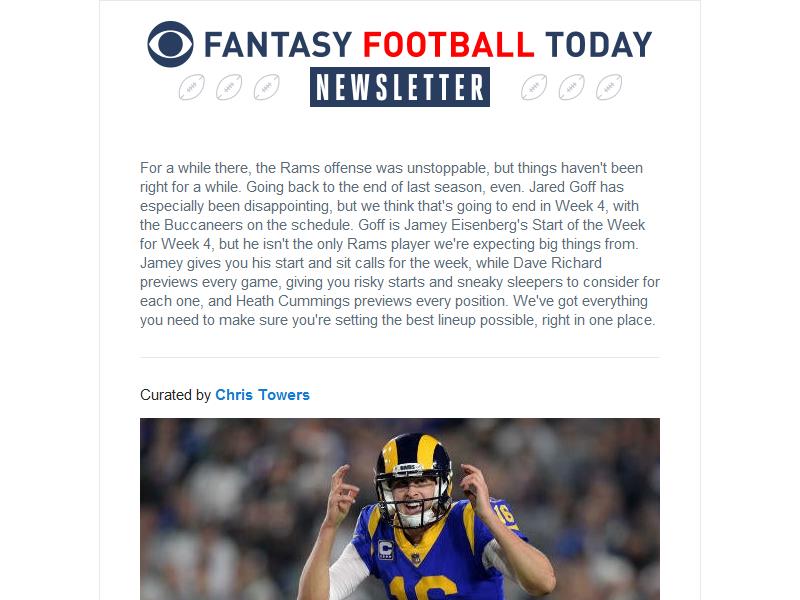 FANTASY FOOTBALL TODAY
NEWSLETTER
For a while there, the Rams offense was unstoppable, but things haven't been
right for a while. Going back to the end of last season, even. Jared Goff has
especially been disappointing, but we think that's going to end in Week 4, with
the Buccaneers on the schedule. Goff is Jamey Eisenberg's Start of the Week
for Week 4, but he isn't the only Rams player we're expecting big things from.
Jamey gives you his start and sit calls for the week, while Dave Richard
previews every game, giving you risky starts and sneaky sleepers to consider for
each one, and Heath Cummings previews every position. We've got everything
you need to make sure you're setting the best lineup possible, right in one place.
Curated by Chris Towers
RAMS
16
C
16